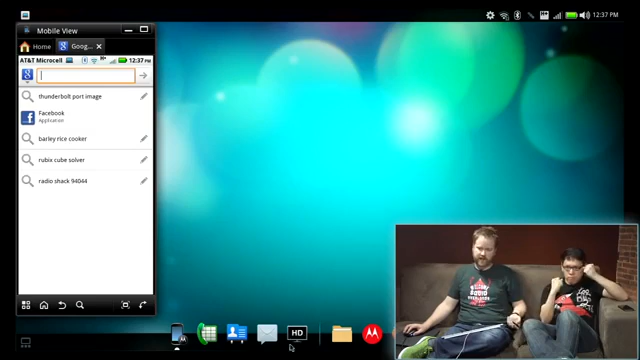 12:37 PM
Mobile View
Home
Goog...
AT&T Microcell
12:37 PM
thunderbolt port image
Facebook
Application
barley rice cooker
rubix cube solver
radio shack 94044
HD